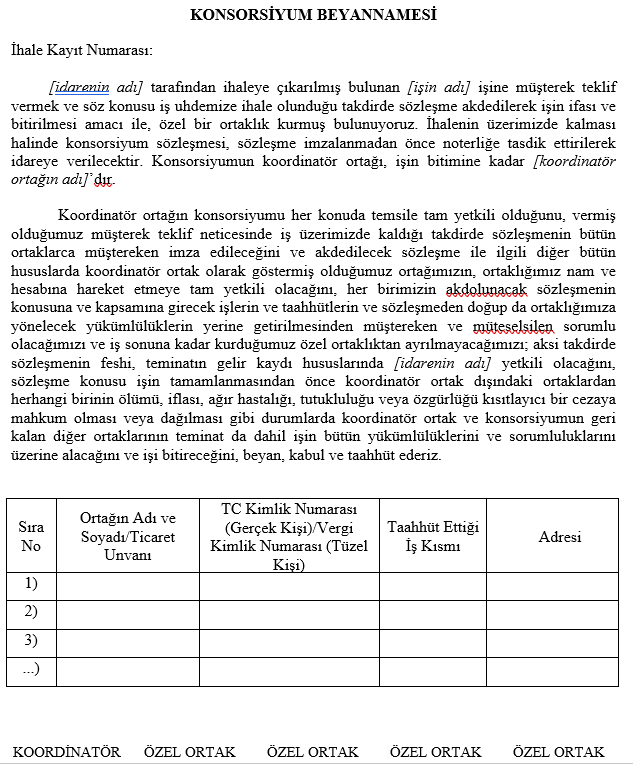 KONSORSİYUM BEYANNAMESİ
İhale Kayıt Numarası:
[idarenin adı] tarafından ihaleye çıkarılmış bulunan [işin adı] işine müşterek teklif
vermek ve söz konusu iş uhdemize ihale olunduğu takdirde sözleşme akdedilerek işin ifası ve
bitirilmesi amacı ile, özel bir ortaklık kurmuş bulunuyoruz. İhalenin üzerimizde kalması
halinde konsorsiyum sözleşmesi, sözleşme imzalanmadan önce noterliğe tasdik ettirilerek
idareye verilecektir. Konsorsiyumun koordinatör ortağı, işin bitimine kadar [koordinatör
ortağın adı]’dır.
Koordinatör ortağın konsorsiyumu her konuda temsile tam yetkili olduğunu, vermiş
olduğumuz müşterek teklif neticesinde iş üzerimizde kaldığı takdirde sözleşmenin bütün
ortaklarca müştereken imza edileceğini ve akdedilecek sözleşme ile ilgili diğer bütün
hususlarda koordinatör ortak olarak göstermiş olduğumuz ortağımızın, ortaklığımız nam ve
hesabına hareket etmeye tam yetkili olacağını, her birimizin akdolunacak sözleşmenin
konusuna ve kapsamına girecek işlerin ve taahhütlerin ve sözleşmeden doğup da ortaklığımıza
yönelecek yükümlülüklerin yerine getirilmesinden müştereken ve müteselsilen sorumlu
olacağımızı ve iş sonuna kadar kurduğumuz özel ortaklıktan ayrılmayacağımızı; aksi takdirde
sözleşmenin feshi, teminatın gelir kaydı hususlarında [idarenin adı] yetkili olacağını,
sözleşme konusu işin tamamlanmasından önce koordinatör ortak dışındaki ortaklardan
herhangi birinin ölümü, iflası, ağır hastalığı, tutukluluğu veya özgürlüğü kısıtlayıcı bir cezaya
mahkum olması veya dağılması gibi durumlarda koordinatör ortak ve konsorsiyumun geri
kalan diğer ortaklarının teminat da dahil işin bütün yükümlülüklerini ve sorumluluklarını
üzerine alacağını ve işi bitireceğini, beyan, kabul ve taahhüt ederiz.
Sıra
No
Ortağın Adı ve
Soyadı/Ticaret
Unvanı
TC Kimlik Numarası
(Gerçek Kişi)/Vergi
Kimlik Numarası (Tüzel
Kişi)
Taahhüt Ettiği
İş Kısmı
Adresi
1)
2)
3)
...)
KOORDİNATÖR ÖZEL ORTAK ÖZEL ORTAK ÖZEL ORTAK ÖZEL ORTAK